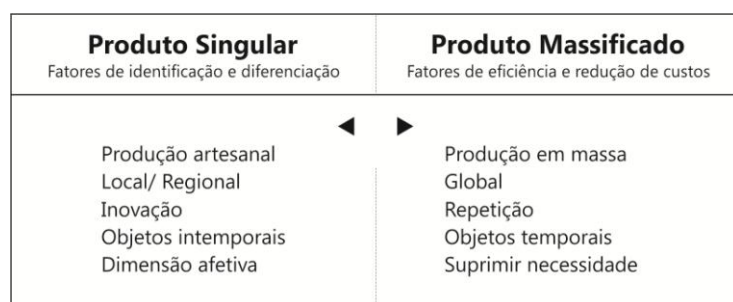 Produto Singular
Fatores de identificação e diferenciação
Produto Massificado
Fatores de eficiência e redução de custos
Produção artesanal
Local/ Regional
Inovação
Objetos intemporais
Dimensão afetiva
Produção em massa
Global
Repetição
Objetos temporais
Suprimir necessidade